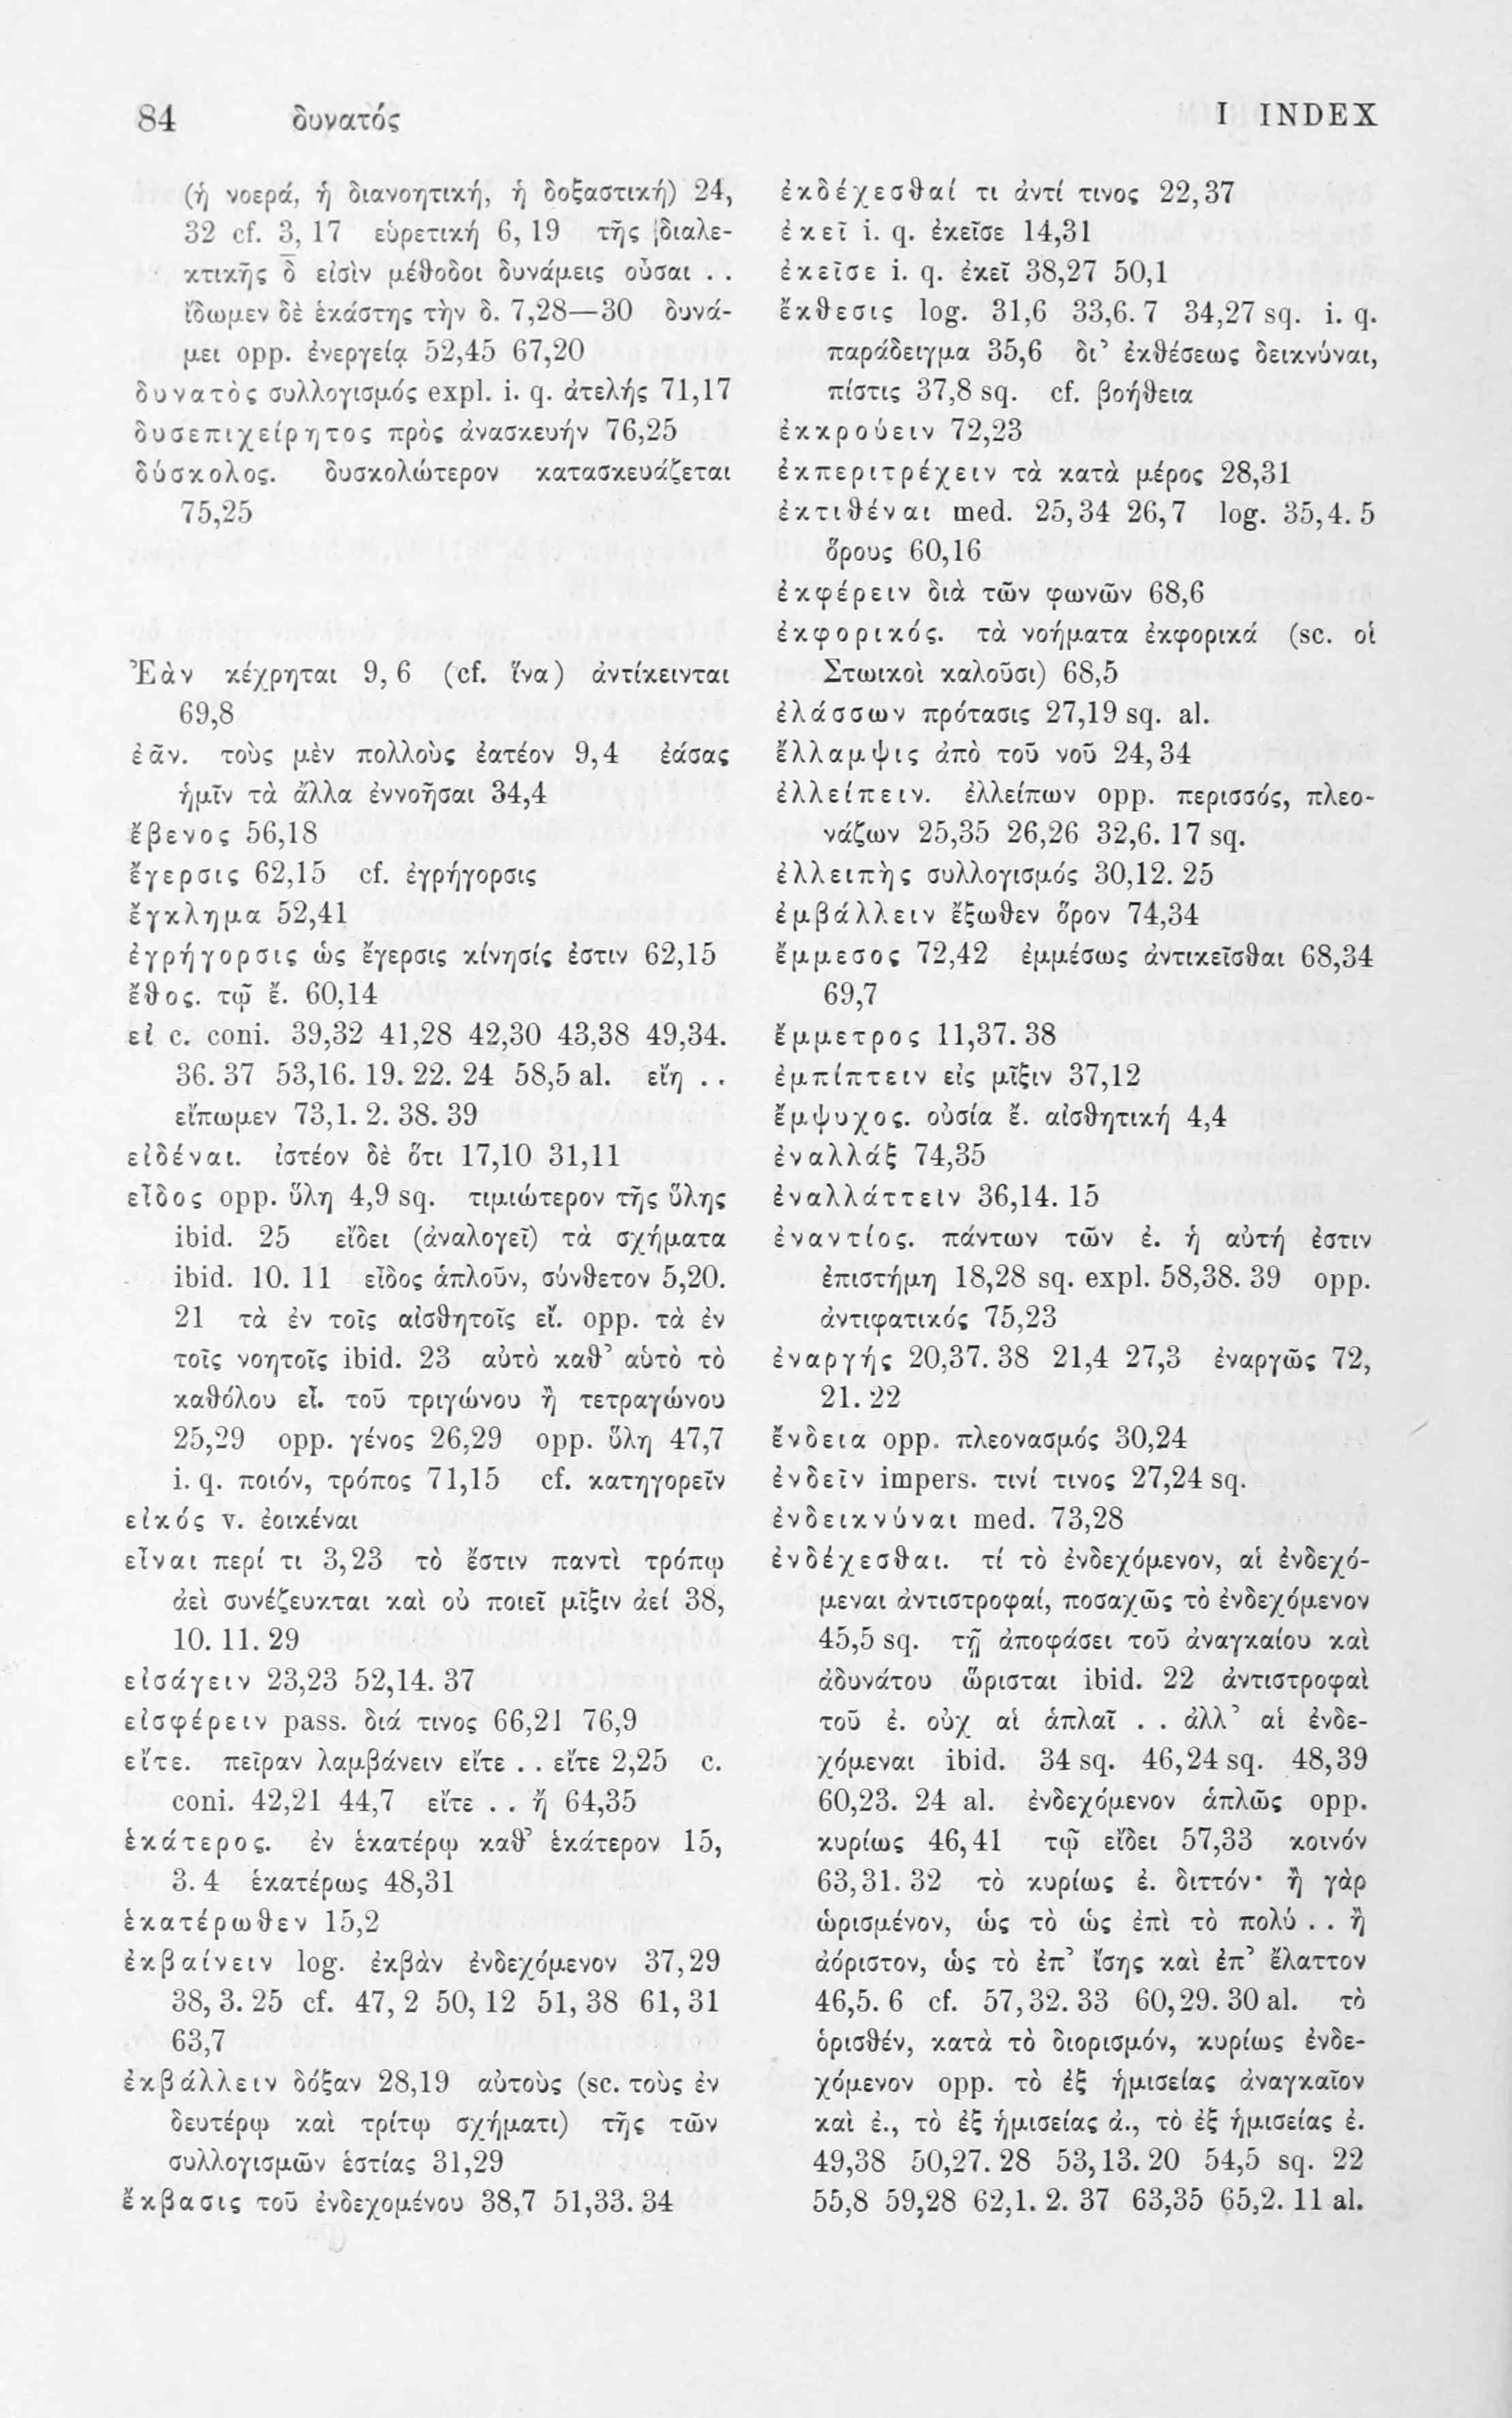 84 δυνατός I INDEX
(ἡ νοερά, ἡ διανοητική, ἡ δοξαστική) 24,
32 cf. 3, 17 εὑρετική 6, 19 τῆς διαλε-
κτικῆς δ̄ εἰσὶν μέθοδοι δυνάμεις οὖσαι . .
ἴδωμεν δὲ ἑκάστης τὴν δ. 7,28—30 δυνά-
μει opp. ἐνεργείᾳ 52,45 67,20
δυνατὸς συλλογισμός expl. i. q. ἀτελής 71,17
δυσεπιχείρητος πρὸς ἀνασκευήν 76,25
δύσκολος. δυσκολώτερον κατασκευάζεται
75,25
Ἐὰν κέχρηται 9, 6 (cf. ἵνα) ἀντίκεινται
69,8
ἐᾶν. τοὺς μὲν πολλοὺς ἐατέον 9,4 ἐάσας
ἡμῖν τὰ ἄλλα ἐννοῆσαι 34,4
ἔβενος 56,18
ἔγερσις 62,15 cf. ἐγρήγορσις
ἔγκλημα 52,41
ἐγρήγορσις ὡς ἔγερσις κίνησίς ἐστιν 62,15
ἔθος. τῷ ἔ. 60,14
εἰ c. coni. 39,32 41,28 42,30 43,38 49,34.
36. 37 53,16. 19. 22. 24 58,5 al. εἴη . .
εἴπωμεν 73,1. 2. 38. 39
εἰδέναι. ἰστέον δὲ ὅτι 17,10 31,11
εἶδος opp. ὕλη 4,9 sq. τιμιώτερον τῆς ὕλης
ibid. 25 εἴδει (ἀναλογεῖ) τὰ σχήματα
ibid. 10. 11 εἶδος ἁπλοῦν, σύνθετον 5,20.
21 τὰ ἐν τοῖς αἰσθητοῖς εἴ. opp. τὰ ἐν
τοῖς νοητοῖς ibid. 23 αὐτὸ καθ’ αὑτὸ τὸ
καθόλου εἶ. τοῦ τριγώνου ἢ τετραγώνου
25,29 opp. γένος 26,29 opp. ὕλη 47,7
i. q. ποιόν, τρόπος 71,15 cf. κατηγορεῖν
εἰκός v. ἐοικέναι
εἶναι περί τι 3,23 τὸ ἔστιν παντὶ τρόπῳ
ἀεὶ συνέζευκται καὶ οὐ ποιεῖ μῖξιν ἀεί 38,
10. 11. 29
εἰσάγειν 23,23 52,14. 37
εἰσφέρειν pass. διά τινος 66,21 76,9
εἴτε. πεῖραν λαμβάνειν εἴτε . . εἴτε 2,25 c.
coni. 42,21 44,7 εἴτε . . ἤ 64,35
ἑκάτερος. ἐν ἑκατέρῳ καθ’ ἑκάτερον 15,
3. 4 ἑκατέρως 48,31
ἑκατέρωθεν 15,2
ἐκβαίνειν log. ἐκβὰν ἐνδεχόμενον 37,29
38, 3. 25 cf. 47, 2 50, 12 51, 38 61, 31
63,7
ἐκβάλλειν δόξαν 28,19 αὐτοὺς (sc. τοὺς ἐν
δευτέρῳ καὶ τρίτῳ σχήματι) τῆς τῶν
συλλογισμῶν ἑστίας 31,29
ἔκβασις τοῦ ἐνδεχομένου 38,7 51,33. 34
ἐκδέχεσθαί τι ἀντί τινος 22,37
ἐκεῖ i. q. ἐκεῖσε 14,31
ἐκεῖσε i. q. ἐκεῖ 38,27 50,1
ἔκθεσις log. 31,6 33,6. 7 34,27 sq. i. q.
παράδειγμα 35,6 δι’ ἐκθέσεως δεικνύναι,
πίστις 37,8 sq. cf. βοήθεια
ἐκκρούειν 72,23
ἐκπεριτρέχειν τὰ κατὰ μέρος 28,31
ἐκτιθέναι med. 25,34 26,7 log. 35,4. 5
ὅρους 60,16
ἐκφέρειν διὰ τῶν φωνῶν 68,6
ἐκφορικός. τὰ νοήματα ἐκφορικά (sc. οἱ
Στωικοὶ καλοῦσι) 68,5
ἐλάσσων πρότασις 27,19 sq. al.
ἔλλαμψις ἀπὸ τοῦ νοῦ 24,34
ἐλλείπειν. ἐλλείπων opp. περισσός, πλεο-
νάζων 25,35 26,26 32,6. 17 sq.
ἐλλειπὴς συλλογισμός 30,12. 25
ἐμβάλλειν ἔξωθεν ὅρον 74,34
ἔμμεσος 72,42 ἐμμέσως ἀντικεῖσθαι 68,34
69,7
ἔμμετρος 11,37. 38
ἐμπίπτειν εἰς μῖξιν 37,12
ἔμψυχος. οὐσία ἔ. αἰσθητική 4,4
ἐναλλάξ 74,35
ἐναλλάττειν 36,14. 15
ἐναντίος. πάντων τῶν ἐ. ἡ αὐτή ἐστιν
ἐπιστήμη 18,28 sq. expl. 58,38. 39 opp.
ἀντιφατικός 75,23
ἐναργής 20,37. 38 21,4 27,3 ἐναργῶς 72,
21. 22
ἔνδεια opp. πλεονασμός 30,24
ἐνδεῖν impers. τινί τινος 27,24 sq.
ἐνδεικνύναι med. 73,28
ἐνδέχεσθαι. τί τὸ ἐνδεχόμενον, αἱ ἐνδεχό-
μεναι ἀντιστροφαί, ποσαχῶς τὸ ἐνδεχόμενον
45,5 sq. τῇ ἀποφάσει τοῦ ἀναγκαίου καὶ
ἀδυνάτου ὥρισται ibid. 22 ἀντιστροφαὶ
τοῦ ἐ. οὐχ αἱ ἁπλαῖ . . ἀλλ’ αἱ ἐνδε-
χόμεναι ibid. 34 sq. 46,24 sq. 48,39
60,23. 24 al. ἐνδεχόμενον ἁπλῶς opp.
κυρίως 46,41 τῷ εἴδει 57,33 κοινόν
63,31. 32 τὸ κυρίως ἐ. διττόν· ἢ γὰρ
ὡρισμένον, ὡς τὸ ὡς ἐπὶ τὸ πολύ . . ἢ
ἀόριστον, ὡς τὸ ἐπ’ ἴσης καὶ ἐπ’ ἔλαττον
46,5. 6 cf. 57,32. 33 60,29. 30 al. τὸ
ὁρισθέν, κατὰ τὸ διορισμόν, κυρίως ἐνδε-
χόμενον opp. τὸ ἐξ ἡμισείας ἀναγκαῖον
καὶ ἐ., τὸ ἐξ ἡμισείας ἀ., τὸ ἐξ ἡμισείας ἐ.
49,38 50,27. 28 53,13. 20 54,5 sq. 22
55,8 59,28 62,1. 2. 37 63,35 65,2. 11 al.